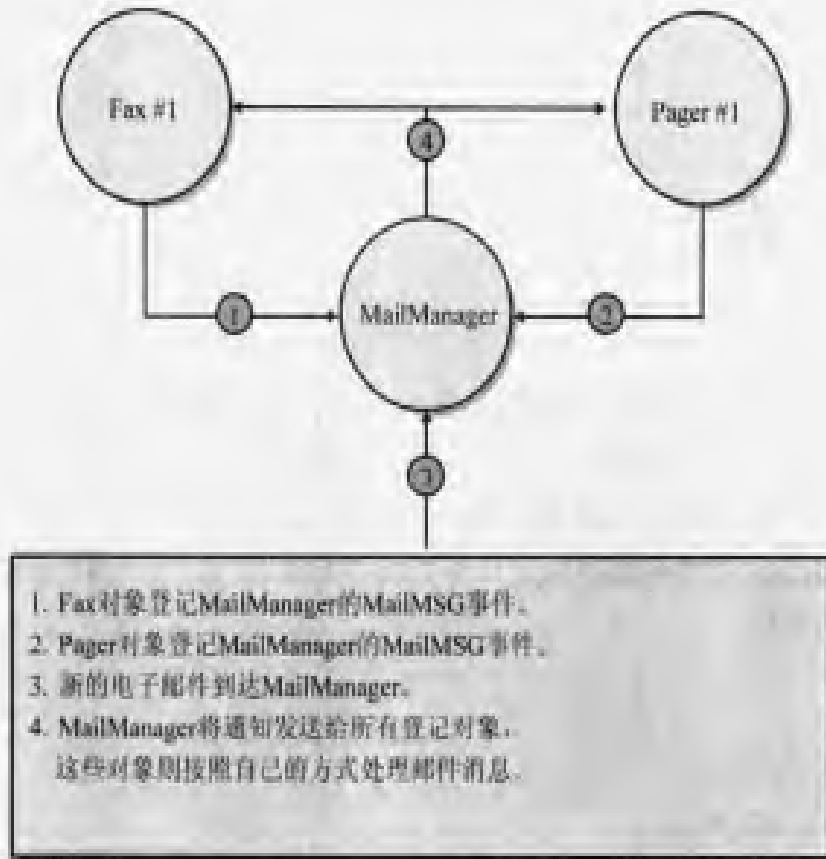 Fax #1
Pager #1
4
MailManager
1
2
3
1. Fax对象登记MailManager的MailMSG事件。
2. Pager对象登记MailManager的MailMSG事件。
3. 新的电子邮件到达MailManager。
4. MailManager将通知发送给所有登记对象，
这些对象则按照自己的方式处理邮件消息。